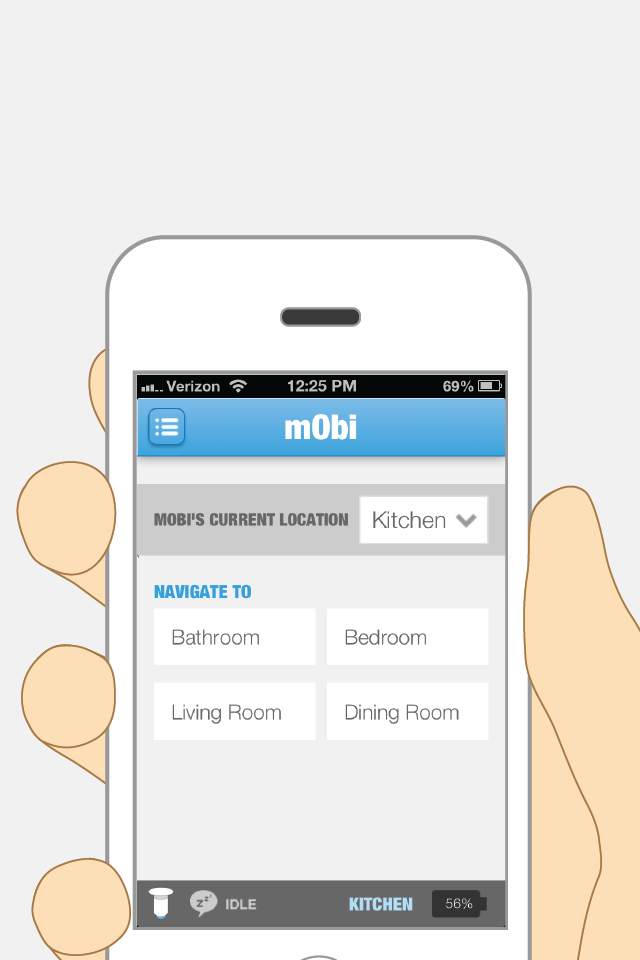 Verizon 12:25 PM 69%
m0bi
MOBI'S CURRENT LOCATION Kitchen
NAVIGATE TO
Bathroom Bedroom
Living Room Dining Room
zzz IDLE KITCHEN 56%